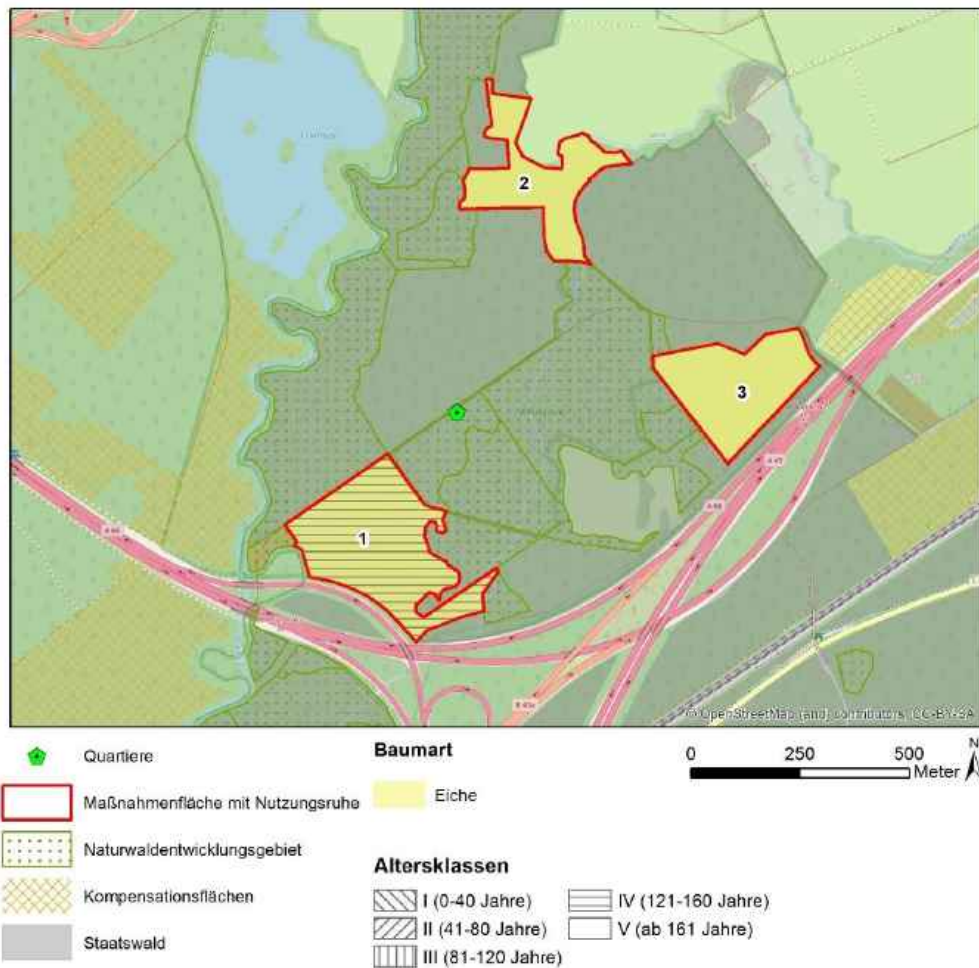 2
3
1
A 66
A 45
© OpenStreetMap (and) contributors, CC-BY-SA
Quartiere
Maßnahmenfläche mit Nutzungsruhe
Naturwaldentwicklungsgebiet
Kompensationsflächen
Staatswald
Baumart
Eiche
Altersklassen
I (0-40 Jahre)
II (41-80 Jahre)
III (81-120 Jahre)
IV (121-160 Jahre)
V (ab 161 Jahre)
0 250 500
Meter
N